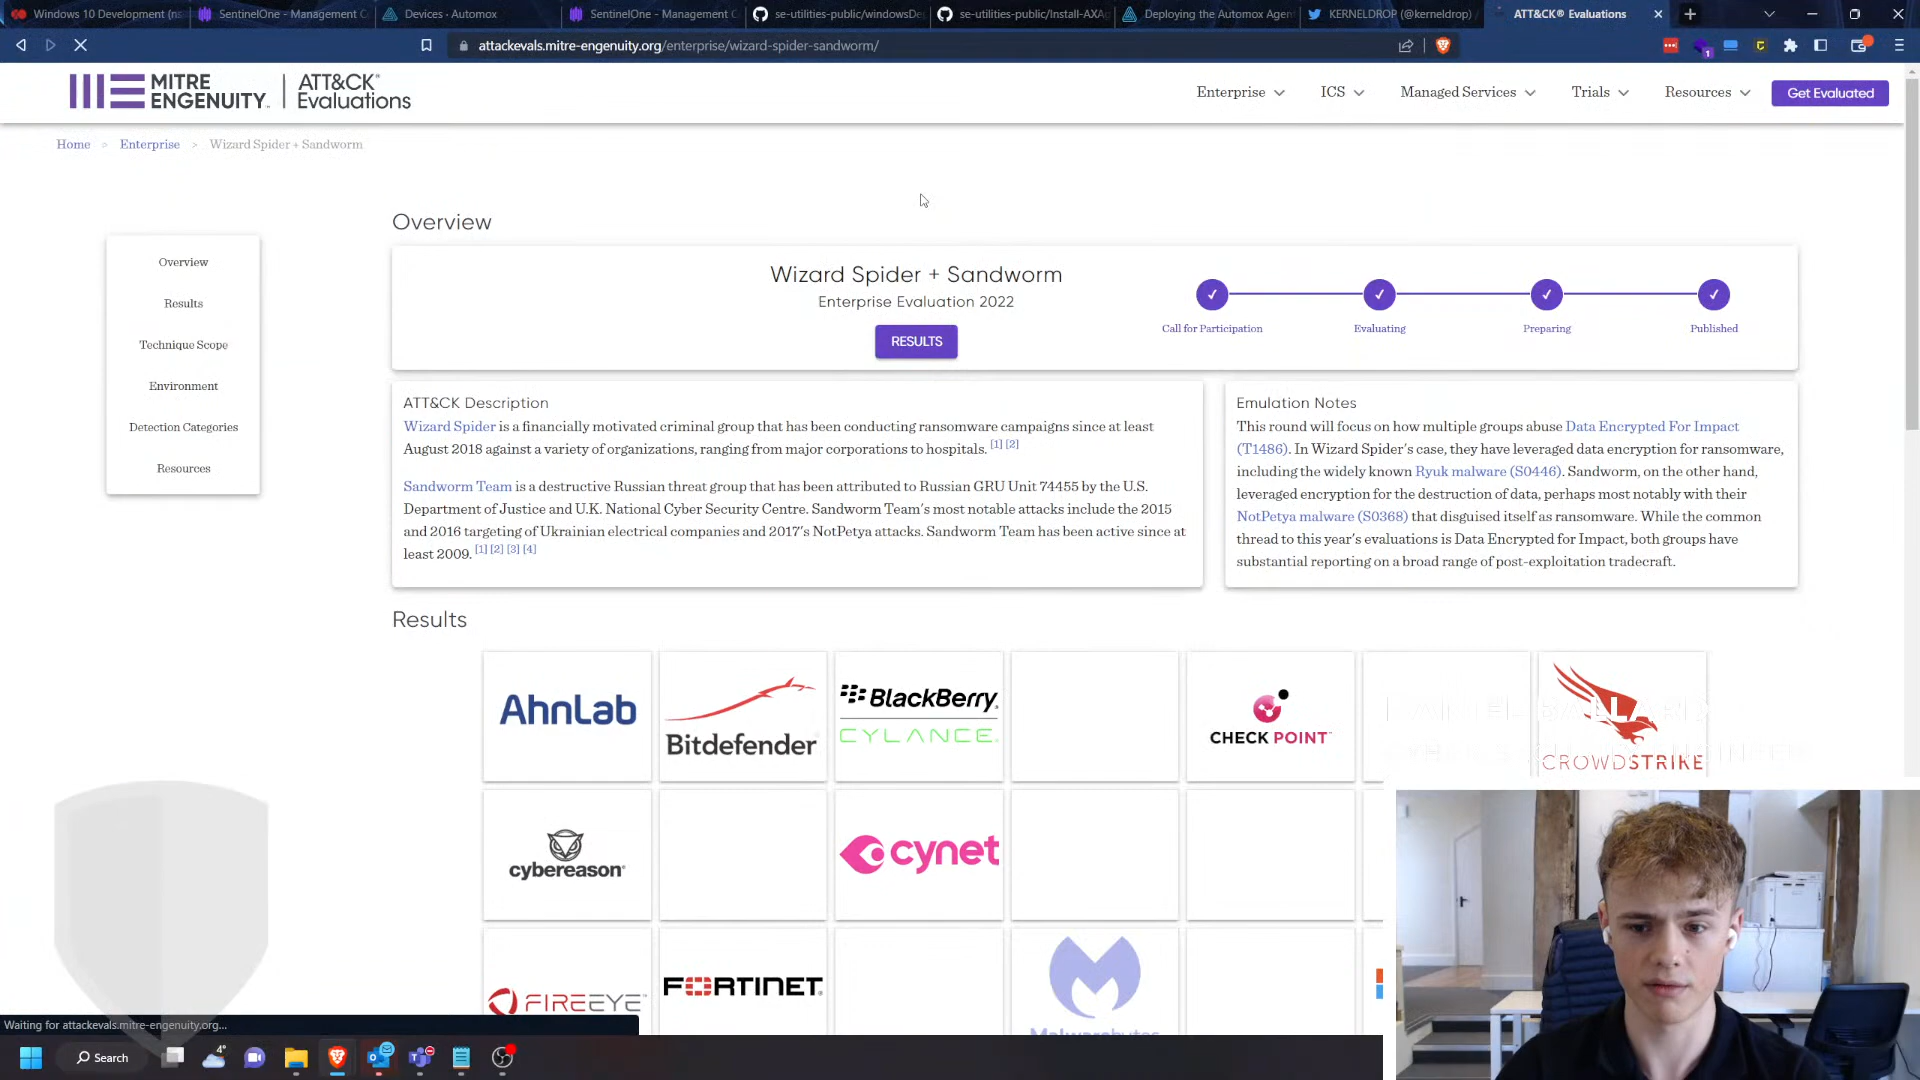 Windows 10 Development (ns
SentinelOne - Management C
Devices - Automox
SentinelOne - Management C
se-utilities-public/windowsDe
se-utilities-public/Install-AXA
Deploying the Automox Agen
KERNELDROP (@kerneldrop) /
ATT&CK® Evaluations
attackevals.mitre-engenuity.org/enterprise/wizard-spider-sandworm/
1
MITRE ENGENUITY™
ATT&CK® Evaluations
Enterprise
ICS
Managed Services
Trials
Resources
Get Evaluated
Home > Enterprise > Wizard Spider + Sandworm
Overview
Results
Technique Scope
Environment
Detection Categories
Resources
Overview
Wizard Spider + Sandworm
Enterprise Evaluation 2022
RESULTS
Call for Participation
Evaluating
Preparing
Published
ATT&CK Description
Wizard Spider is a financially motivated criminal group that has been conducting ransomware campaigns since at least
August 2018 against a variety of organizations, ranging from major corporations to hospitals. [1] [2]
Sandworm Team is a destructive Russian threat group that has been attributed to Russian GRU Unit 74455 by the U.S.
Department of Justice and U.K. National Cyber Security Centre. Sandworm Team's most notable attacks include the 2015
and 2016 targeting of Ukrainian electrical companies and 2017's NotPetya attacks. Sandworm Team has been active since at
least 2009. [1] [2] [3] [4]
Emulation Notes
This round will focus on how multiple groups abuse Data Encrypted For Impact
(T1486). In Wizard Spider's case, they have leveraged data encryption for ransomware,
including the widely known Ryuk malware (S0446). Sandworm, on the other hand,
leveraged encryption for the destruction of data, perhaps most notably with their
NotPetya malware (S0368) that disguised itself as ransomware. While the common
thread to this year's evaluations is Data Encrypted for Impact, both groups have
substantial reporting on a broad range of post-exploitation tradecraft.
Results
AhnLab
Bitdefender
BlackBerry
CYLANCE
CHECK POINT
CROWDSTRIKE
cybereason
cynet
FIREEYE
FORTINET
Malwarebytes
Waiting for attackevals.mitre-engenuity.org...
Search
4°